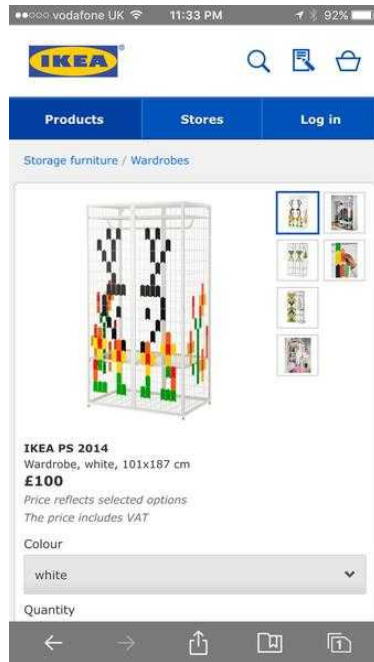 vodafone UK 11:33 PM 92%
IKEA
Products Stores Log in
Storage furniture / Wardrobes
IKEA PS 2014
Wardrobe, white, 101x187 cm
£100
Price reflects selected options
The price includes VAT
Colour
white
Quantity
1